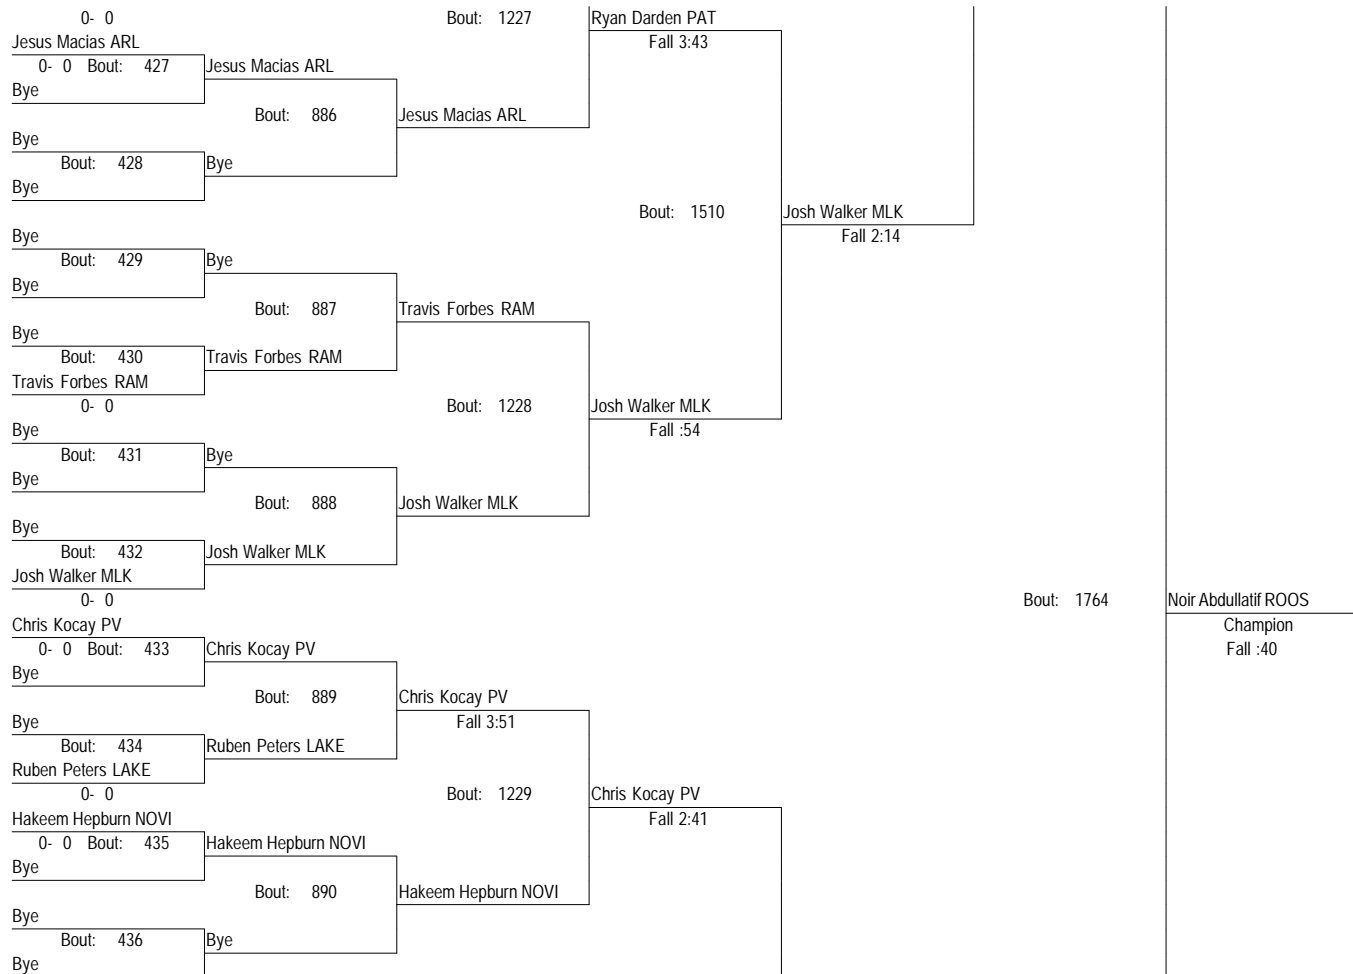 0- 0 Bout: 1227 Ryan Darden PAT
Jesus Macias ARL Fall 3:43
0- 0 Bout: 427 Jesus Macias ARL
Bye
Bout: 886 Jesus Macias ARL
Bye
Bout: 428 Bye
Bye
Bout: 1510 Josh Walker MLK
Bye Fall 2:14
Bout: 429 Bye
Bye
Bout: 887 Travis Forbes RAM
Bye
Bout: 430 Travis Forbes RAM
Travis Forbes RAM
0- 0 Bout: 1228 Josh Walker MLK
Bye Fall :54
Bout: 431 Bye
Bye
Bout: 888 Josh Walker MLK
Bye
Bout: 432 Josh Walker MLK
Josh Walker MLK
0- 0 Bout: 1764 Noir Abdullatif ROOS
Chris Kocay PV Champion
0- 0 Bout: 433 Chris Kocay PV Fall :40
Bye
Bout: 889 Chris Kocay PV
Bye Fall 3:51
Bout: 434 Ruben Peters LAKE
Ruben Peters LAKE
0- 0 Bout: 1229 Chris Kocay PV
Hakeem Hepburn NOVI Fall 2:41
0- 0 Bout: 435 Hakeem Hepburn NOVI
Bye
Bout: 890 Hakeem Hepburn NOVI
Bye
Bout: 436 Bye
Bye